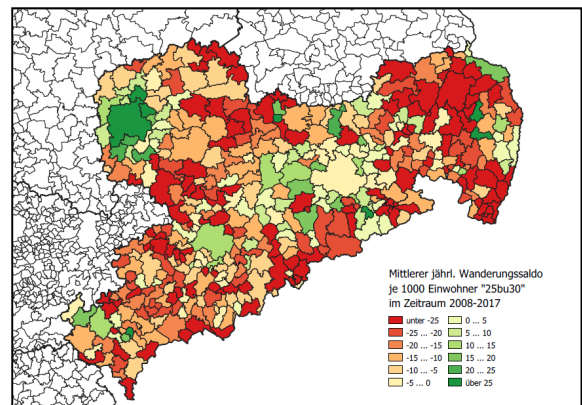 Mittlerer jährl. Wanderungssaldo
je 1000 Einwohner "25bu30"
im Zeitraum 2008-2017
unter -25
-25 ... -20
-20 ... -15
-15 ... -10
-10 ... -5
-5 ... 0
0 ... 5
5 ... 10
10 ... 15
15 ... 20
20 ... 25
über 25